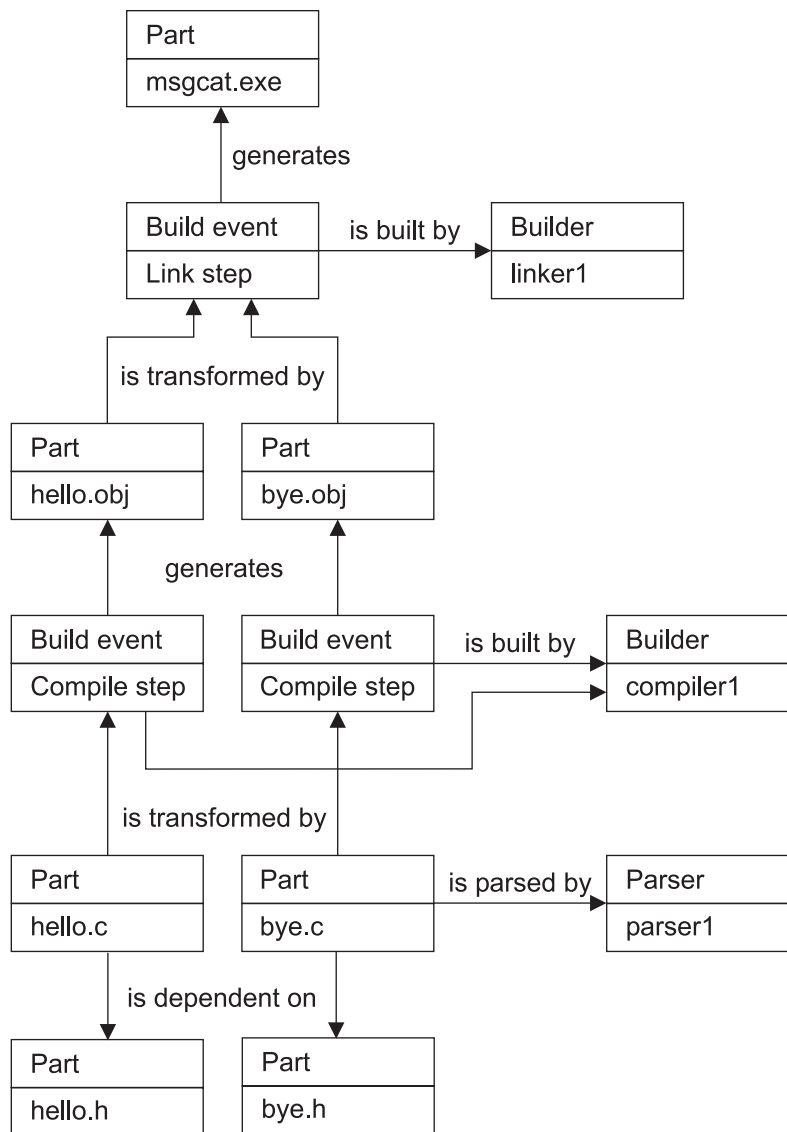 Part
msgcat.exe
generates
Build event
Link step
is built by
Builder
linker1
is transformed by
Part
hello.obj
Part
bye.obj
generates
Build event
Compile step
Build event
Compile step
is built by
Builder
compiler1
is transformed by
Part
hello.c
Part
bye.c
is parsed by
Parser
parser1
is dependent on
Part
hello.h
Part
bye.h